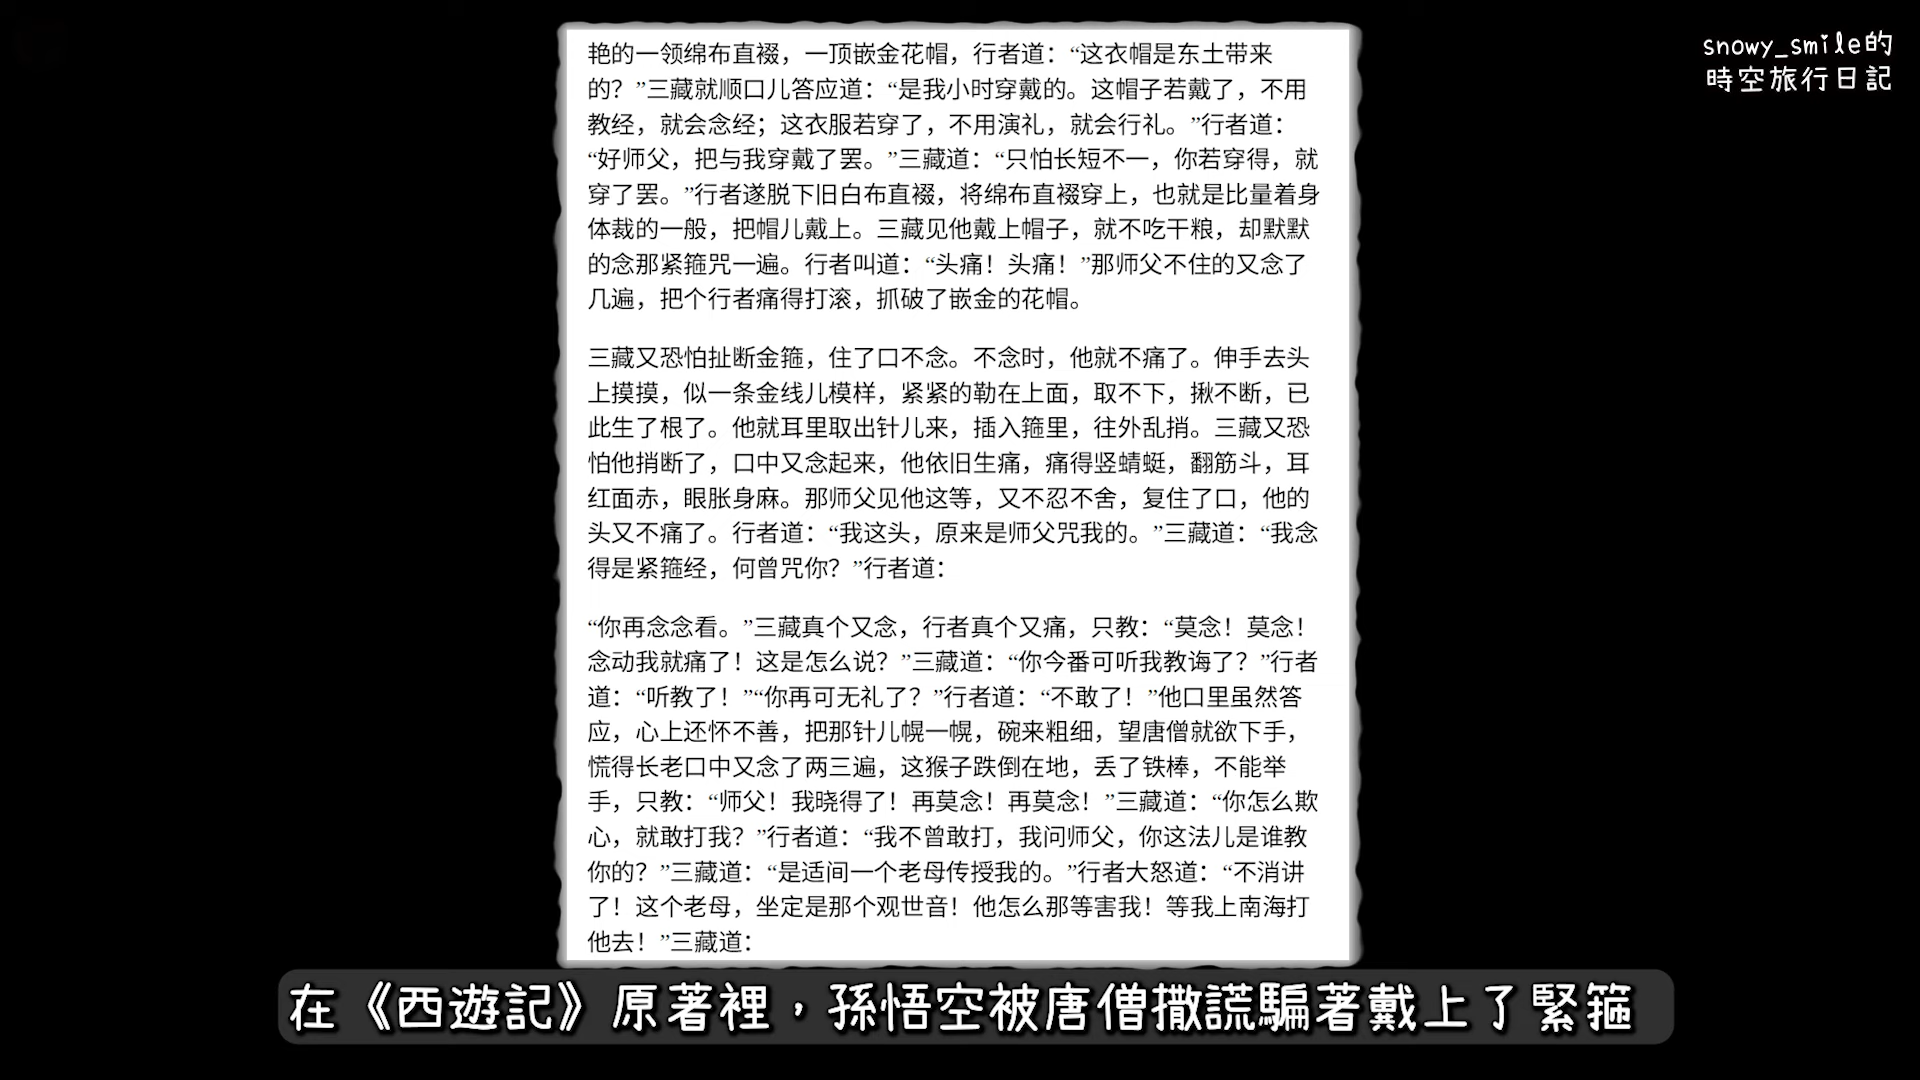 snowy_smile的
時空旅行日記
艳的一领绵布直裰，一顶嵌金花帽，行者道：“这衣帽是东土带来
的？”三藏就顺口儿答应道：“是我小时穿戴的。这帽子若戴了，不用
教经，就会念经；这衣服若穿了，不用演礼，就会行礼。”行者道：
“好师父，把与我穿戴了罢。”三藏道：“只怕长短不一，你若穿得，就
穿了罢。”行者遂脱下旧白布直裰，将绵布直裰穿上，也就是比量着身
体裁的一般，把帽儿戴上。三藏见他戴上帽子，就不吃干粮，却默默
的念那紧箍咒一遍。行者叫道：“头痛！头痛！”那师父不住的又念了
几遍，把个行者痛得打滚，抓破了嵌金的花帽。
三藏又恐怕扯断金箍，住了口不念。不念时，他就不痛了。伸手去头
上摸摸，似一条金线儿模样，紧紧的勒在上面，取不下，揪不断，已
此生了根了。他就耳里取出针儿来，插入箍里，往外乱捎。三藏又恐
怕他捎断了，口中又念起来，他依旧生痛，痛得竖蜻蜓，翻筋斗，耳
红面赤，眼胀身麻。那师父见他这等，又不忍不舍，复住了口，他的
头又不痛了。行者道：“我这头，原来是师父咒我的。”三藏道：“我念
得是紧箍经，何曾咒你？”行者道：
“你再念念看。”三藏真个又念，行者真个又痛，只教：“莫念！莫念！
念动我就痛了！这是怎么说？”三藏道：“你今番可听我教诲了？”行者
道：“听教了！”“你再可无礼了？”行者道：“不敢了！”他口里虽然答
应，心上还怀不善，把那针儿幌一幌，碗来粗细，望唐僧就欲下手，
慌得长老口中又念了两三遍，这猴子跌倒在地，丢了铁棒，不能举
手，只教：“师父！我晓得了！再莫念！再莫念！”三藏道：“你怎么欺
心，就敢打我？”行者道：“我不曾敢打，我问师父，你这法儿是谁教
你的？”三藏道：“是适间一个老母传授我的。”行者大怒道：“不消讲
了！这个老母，坐定是那个观世音！他怎么那等害我！等我上南海打
他去！”三藏道：
在《西遊記》原著裡，孫悟空被唐僧撒謊騙著戴上了緊箍